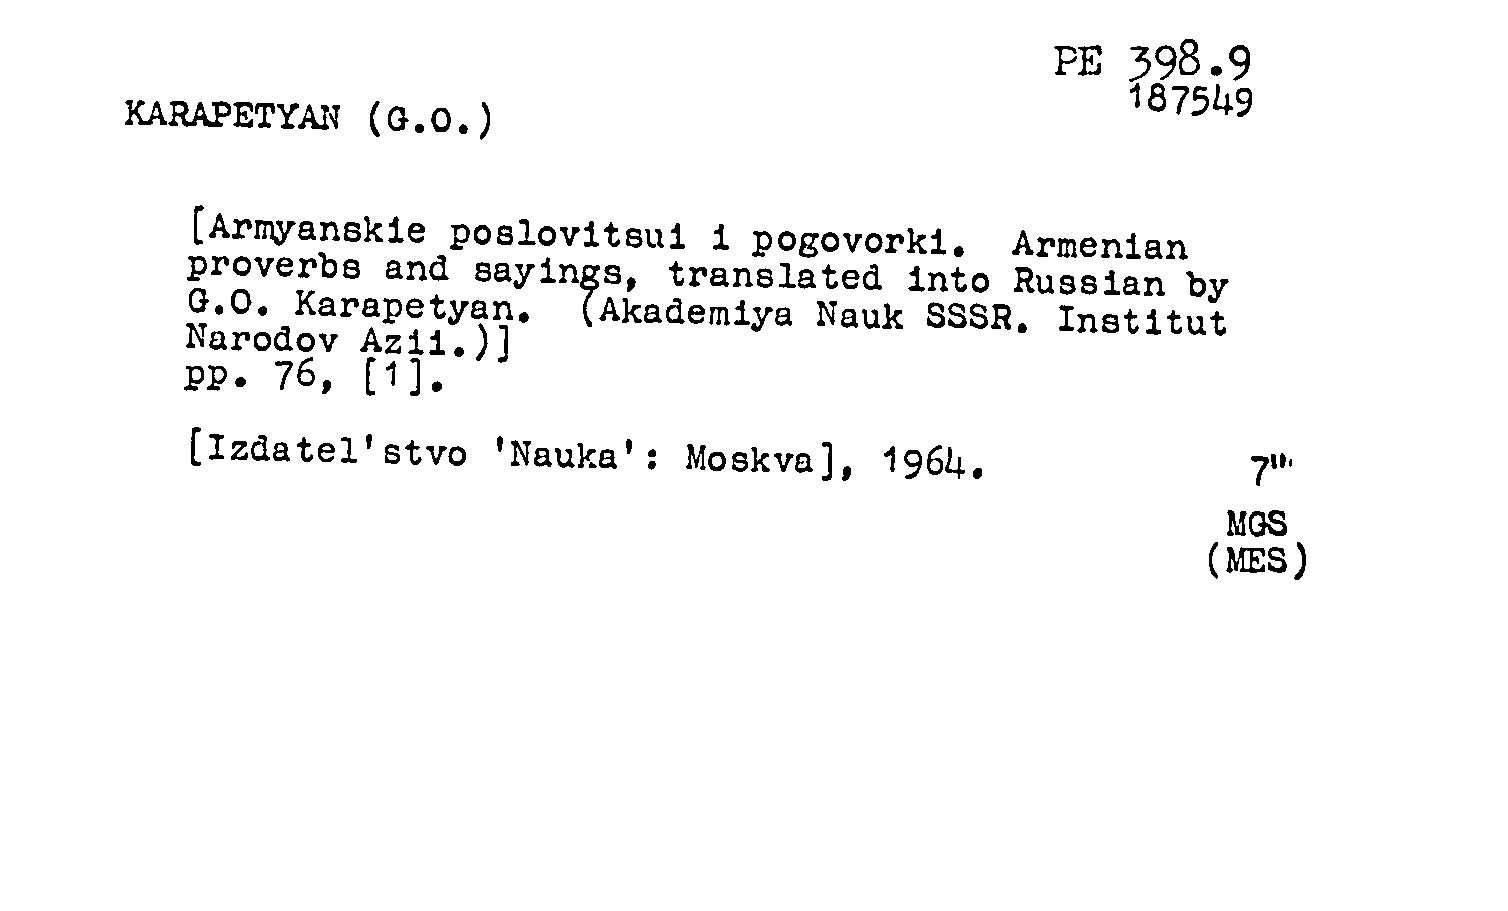 PE 398.9
187549
KARAPETYAN (G.O.)
[Armyanskie poslovitsui i pogovorki. Armenian
proverbs and sayings, translated into Russian by
G.O. Karapetyan. (Akademiya Nauk SSSR. Institut
Narodov Azii.)]
pp. 76, [1].
[Izdatel'stvo 'Nauka': Moskva], 1964.
7"'
MGS
(MES)